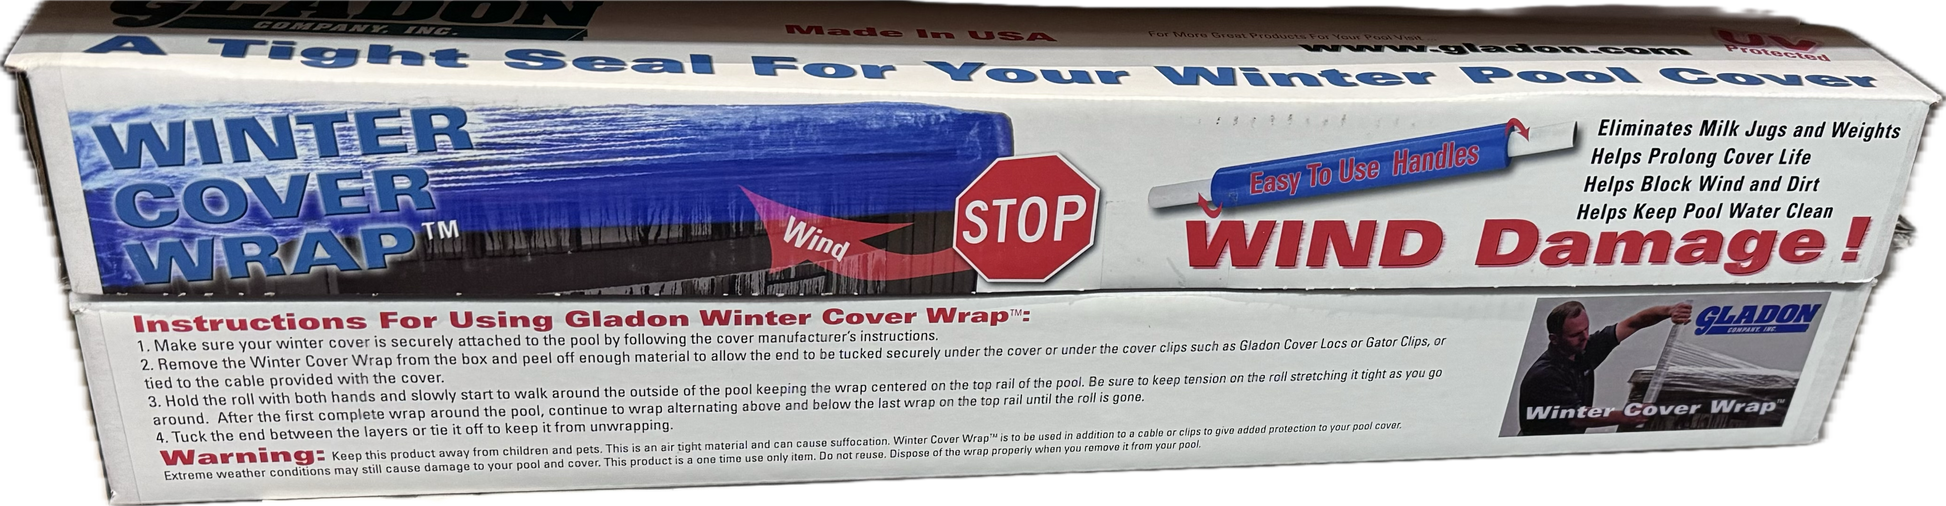 GLADON
COMPANY, INC.
Made In USA
For More Great Products For Your Pool Visit...
www.gladon.com
UV
Protected
A Tight Seal For Your Winter Pool Cover
WINTER
COVER
WRAP™
Wind
STOP
Easy To Use Handles
Eliminates Milk Jugs and Weights
Helps Prolong Cover Life
Helps Block Wind and Dirt
Helps Keep Pool Water Clean
WIND Damage!
Instructions For Using Gladon Winter Cover Wrap™:
1. Make sure your winter cover is securely attached to the pool by following the cover manufacturer's instructions.
2. Remove the Winter Cover Wrap from the box and peel off enough material to allow the end to be tucked securely under the cover or under the cover clips such as Gladon Cover Locs or Gator Clips, or
tied to the cable provided with the cover.
3. Hold the roll with both hands and slowly start to walk around the outside of the pool keeping the wrap centered on the top rail of the pool. Be sure to keep tension on the roll stretching it tight as you go
around. After the first complete wrap around the pool, continue to wrap alternating above and below the last wrap on the top rail until the roll is gone.
4. Tuck the end between the layers or tie it off to keep it from unwrapping.
Warning: Keep this product away from children and pets. This is an air tight material and can cause suffocation. Winter Cover Wrap™ is to be used in addition to a cable or clips to give added protection to your pool cover.
Extreme weather conditions may still cause damage to your pool and cover. This product is a one time use only item. Do not reuse. Dispose of the wrap properly when you remove it from your pool.
GLADON
COMPANY, INC.
Winter Cover Wrap™